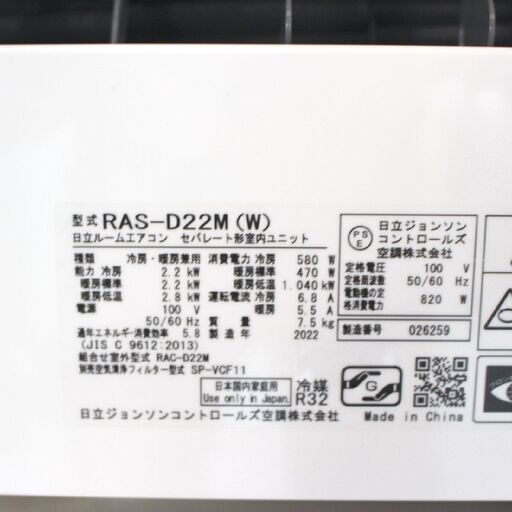 型式 RAS-D22M(W)
日立ルームエアコン セパレート形室内ユニット
種類 冷房・暖房兼用 消費電力 冷房 580 W
能力 冷房 2.2 kW 暖房標準 470 W
暖房標準 2.2 kW 暖房低温 1.040 kW
暖房低温 2.8 kW 運転電流 冷房 6.8 A
電源 100 V 暖房 5.5 A
50/60 Hz 質量 7.5 kg
通年エネルギー消費効率 5.8 製造年 2022
(JIS C 9612:2013)
組合せ室外型式 RAC-D22M
別売空気清浄フィルター型式 SP-VCF11
日本国内家庭用
Use only in Japan.
冷媒
R32
日立ジョンソンコントロールズ空調株式会社
P S
E
日立ジョンソン
コントロールズ
空調株式会社
定格電圧 100 V
定格周波数 50/60 Hz
電動機の定格消費電力 820 W
製造番号 026259
G
Made in China